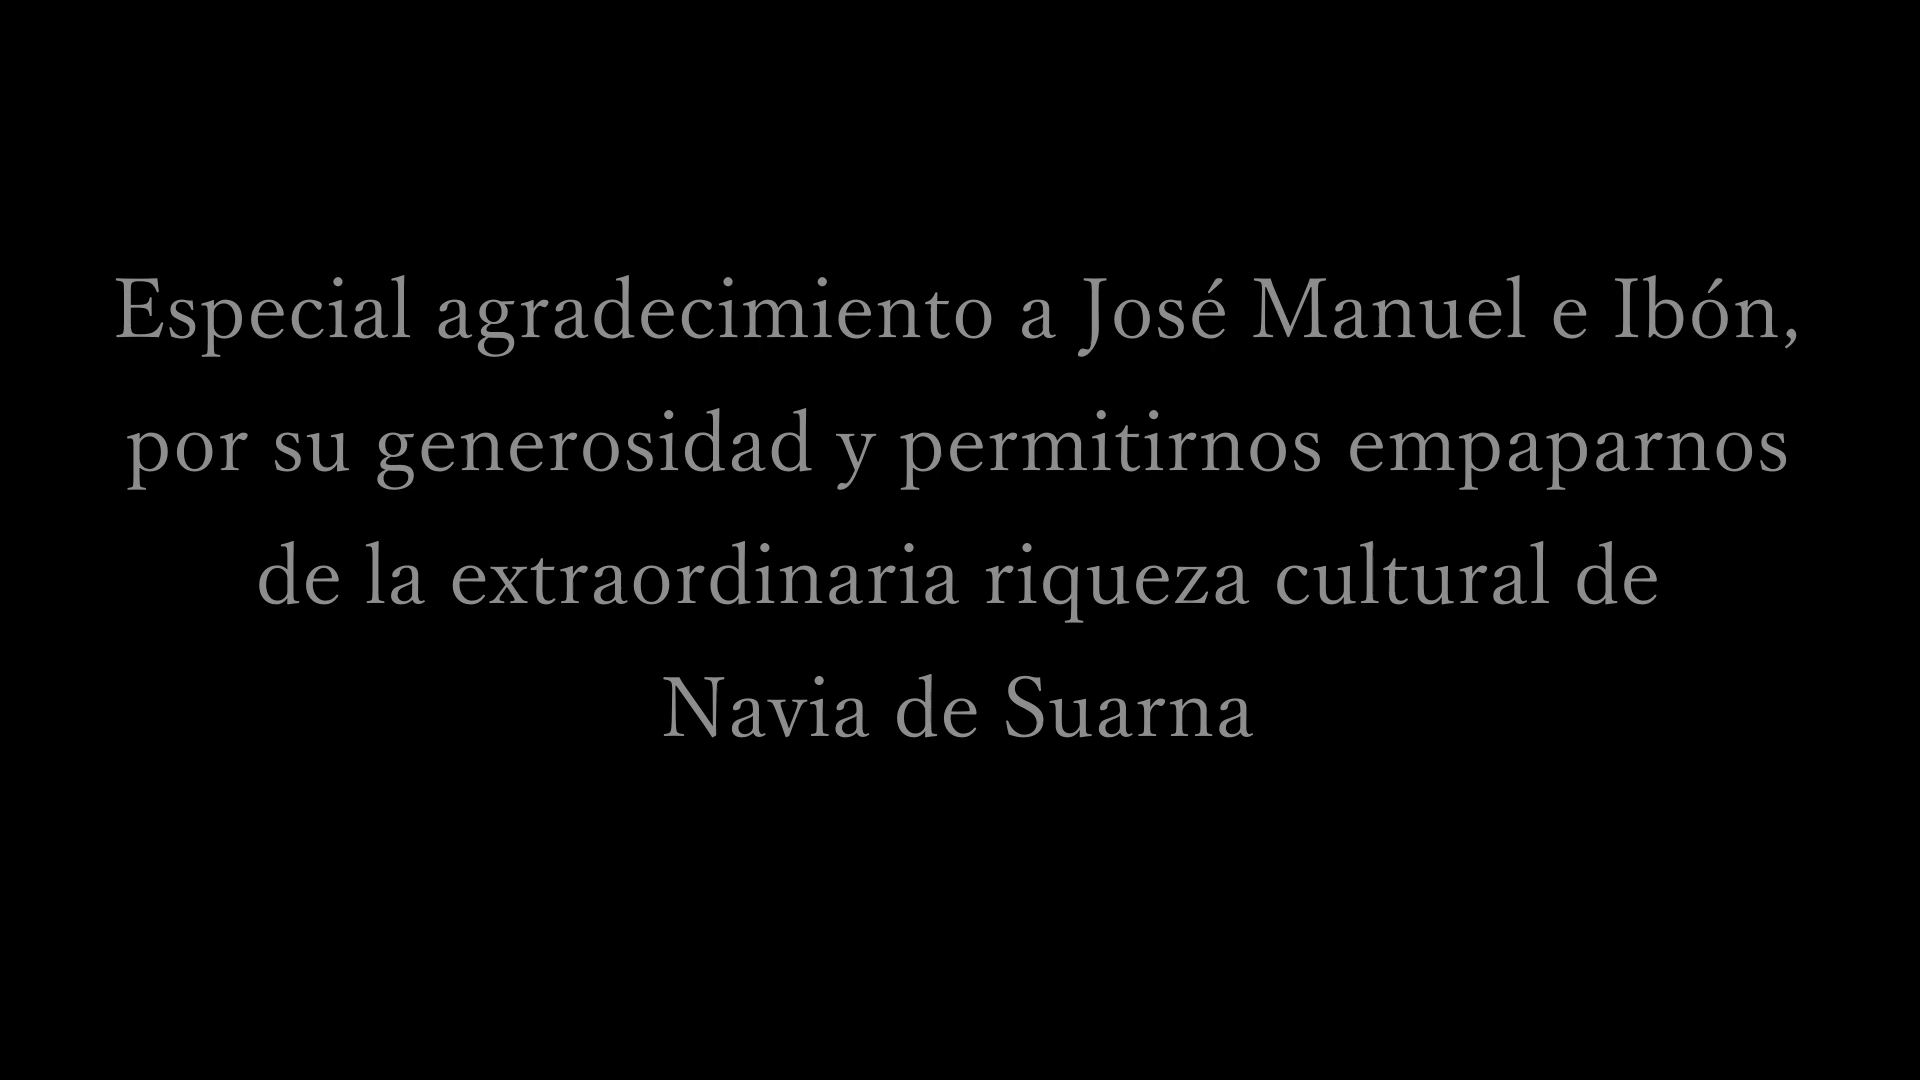 Especial agradecimiento a José Manuel e Ibón,
por su generosidad y permitirnos empaparnos
de la extraordinaria riqueza cultural de
Navia de Suarna